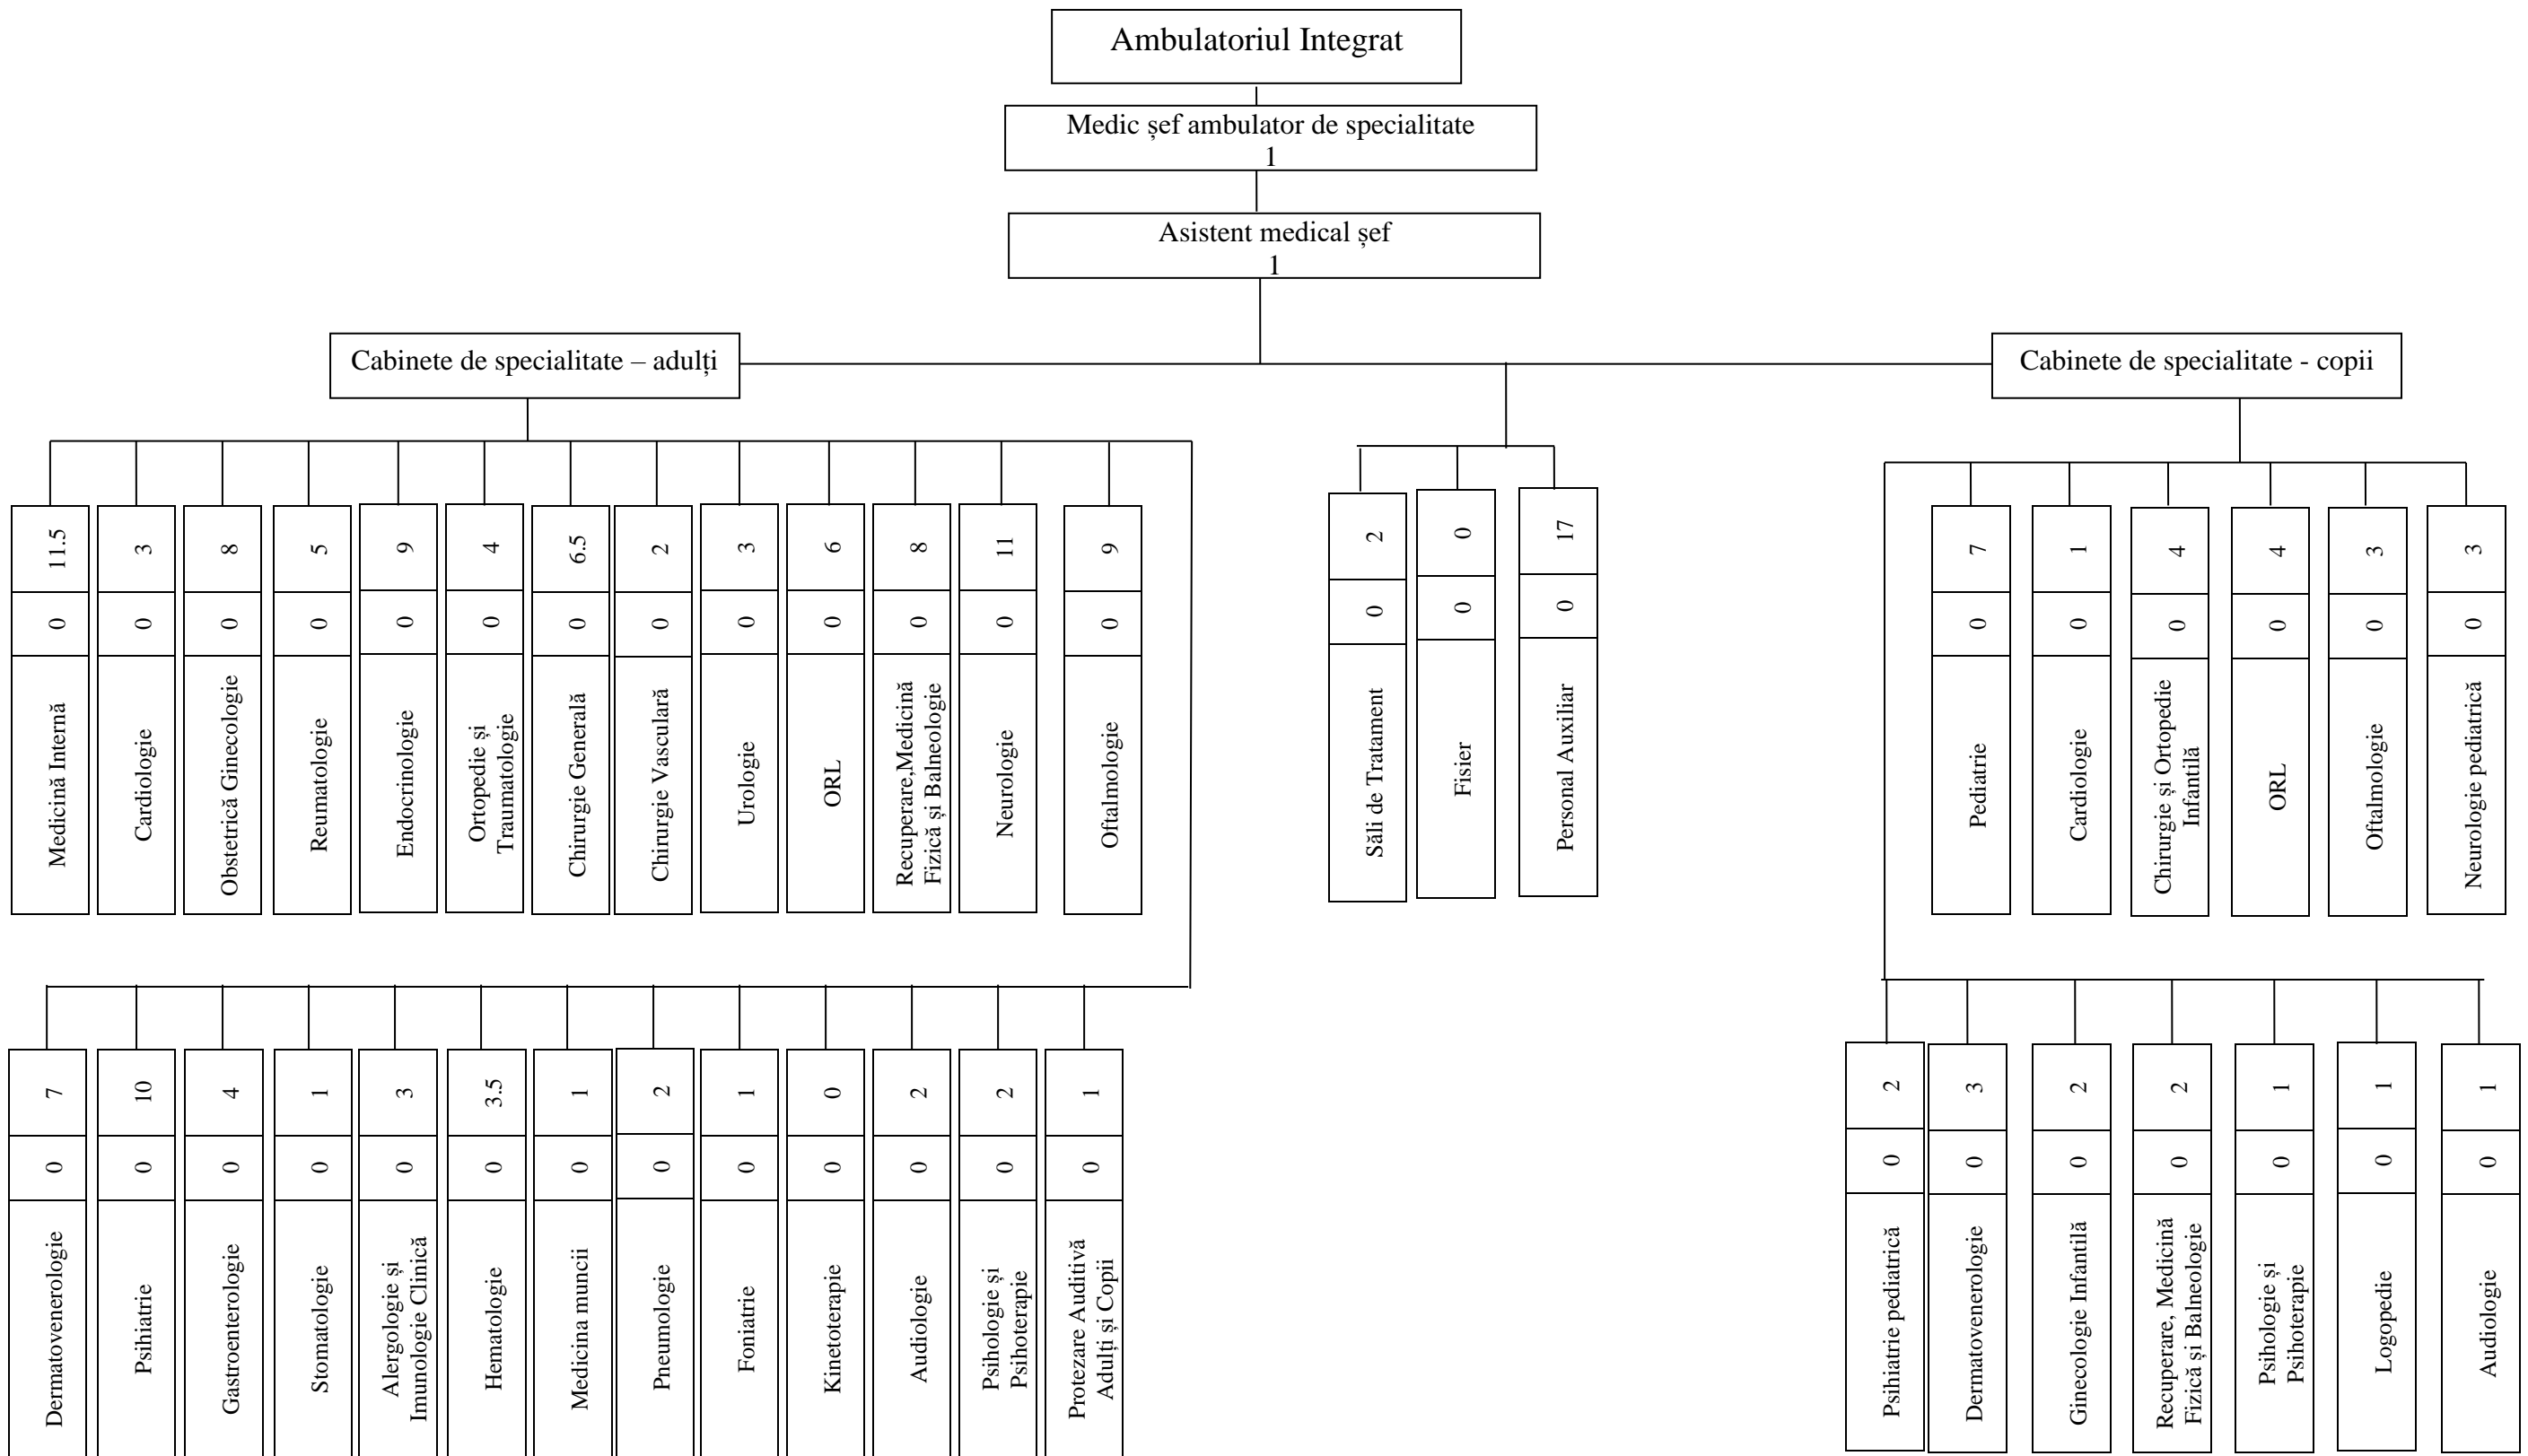 Ambulatoriul Integrat
Medic șef ambulator de specialitate
1
Asistent medical șef
1
Cabinete de specialitate – adulți
Cabinete de specialitate - copii
11.5
0
Medicină Internă
3
0
Cardiologie
8
0
Obstetrică Ginecologie
5
0
Reumatologie
9
0
Endocrinologie
4
0
Ortopedie și
Traumatologie
6.5
0
Chirurgie Generală
2
0
Chirurgie Vasculară
3
0
Urologie
6
0
ORL
8
0
Recuperare,Medicină
Fizică și Balneologie
11
0
Neurologie
9
0
Oftalmologie
2
0
Săli de Tratament
0
0
Fisier
17
0
Personal Auxiliar
7
0
Pediatrie
1
0
Cardiologie
4
0
Chirurgie și Ortopedie
Infantilă
4
0
ORL
3
0
Oftalmologie
3
0
Neurologie pediatrică
7
0
Dermatovenerologie
10
0
Psihiatrie
4
0
Gastroenterologie
1
0
Stomatologie
3
0
Alergologie și
Imunologie Clinică
3.5
0
Hematologie
1
0
Medicina muncii
2
0
Pneumologie
1
0
Foniatrie
0
0
Kinetoterapie
2
0
Audiologie
2
0
Psihologie și
Psihoterapie
1
0
Protezare Auditivă
Adulți și Copii
2
0
Psihiatrie pediatrică
3
0
Dermatovenerologie
2
0
Ginecologie Infantilă
2
0
Recuperare, Medicină
Fizică și Balneologie
1
0
Psihologie și
Psihoterapie
1
0
Logopedie
1
0
Audiologie